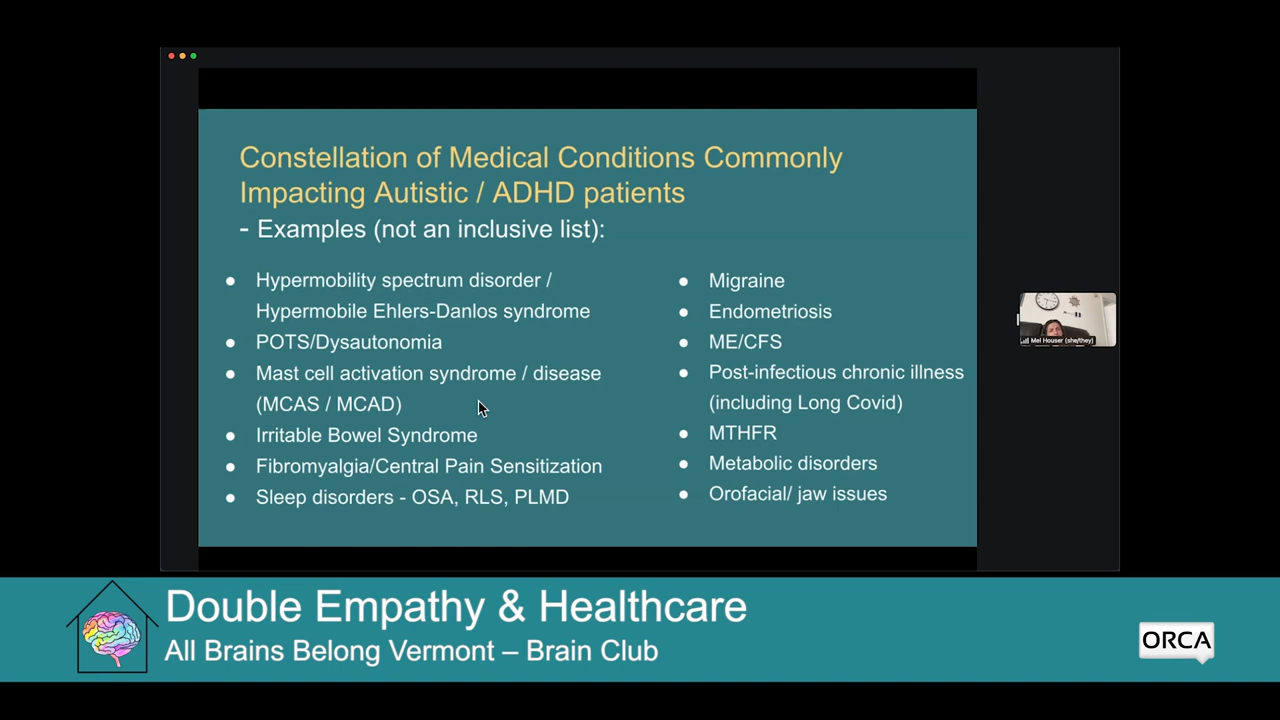 Constellation of Medical Conditions Commonly
Impacting Autistic / ADHD patients
- Examples (not an inclusive list):
● Hypermobility spectrum disorder /
Hypermobile Ehlers-Danlos syndrome
● POTS/Dysautonomia
● Mast cell activation syndrome / disease
(MCAS / MCAD)
● Irritable Bowel Syndrome
● Fibromyalgia/Central Pain Sensitization
● Sleep disorders - OSA, RLS, PLMD
● Migraine
● Endometriosis
● ME/CFS
● Post-infectious chronic illness
(including Long Covid)
● MTHFR
● Metabolic disorders
● Orofacial/ jaw issues
Mel Houser (she/they)
Double Empathy & Healthcare
All Brains Belong Vermont – Brain Club
ORCA